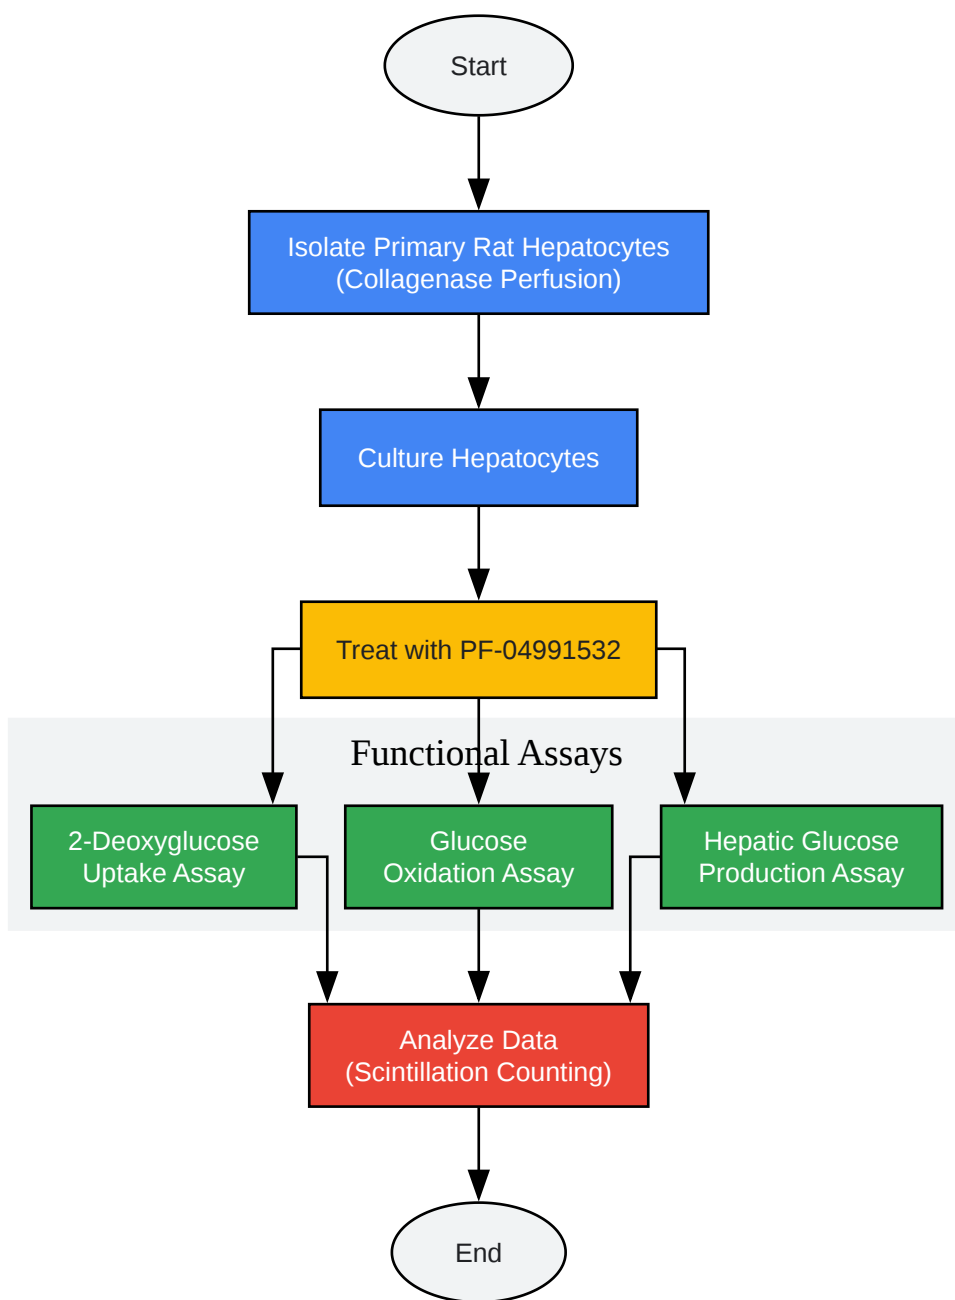 Start
Isolate Primary Rat Hepatocytes
(Collagenase Perfusion)
Culture Hepatocytes
Treat with PF-04991532
Functional Assays
2-Deoxyglucose
Uptake Assay
Glucose
Oxidation Assay
Hepatic Glucose
Production Assay
Analyze Data
(Scintillation Counting)
End